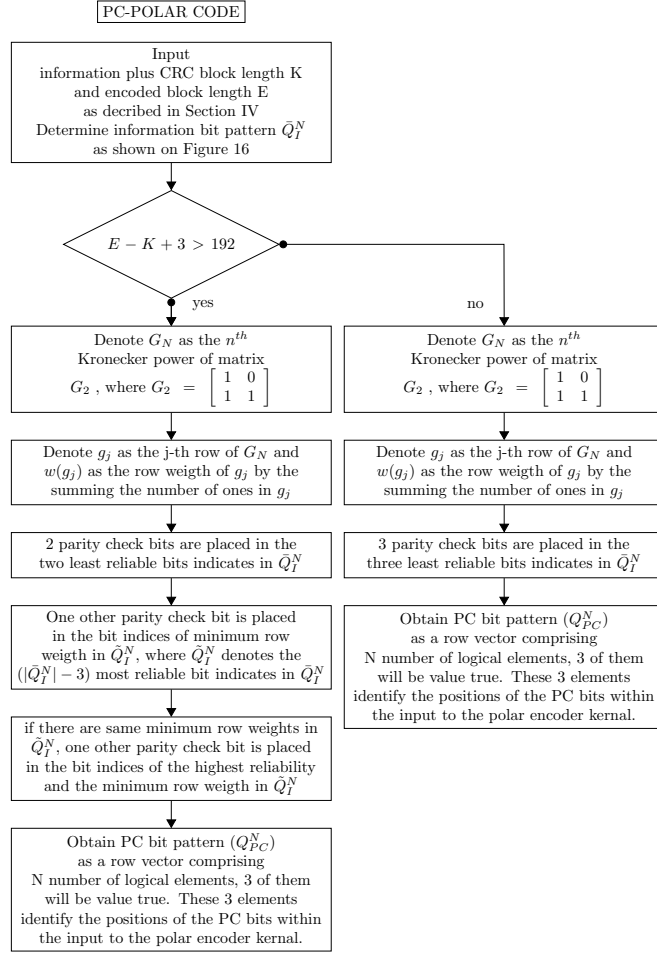 PC-POLAR CODE
Input
information plus CRC block length K
and encoded block length E
as decribed in Section IV
Determine information bit pattern Q̄_I^N
as shown on Figure 16
E − K + 3 > 192
yes
no
Denote G_N as the n^th
Kronecker power of matrix
G_2 , where G_2 = [ 1 0
1 1 ]
Denote g_j as the j-th row of G_N and
w(g_j) as the row weigth of g_j by the
summing the number of ones in g_j
2 parity check bits are placed in the
two least reliable bits indicates in Q̄_I^N
One other parity check bit is placed
in the bit indices of minimum row
weigth in Q̃_I^N, where Q̃_I^N denotes the
(|Q̄_I^N| − 3) most reliable bit indicates in Q̄_I^N
if there are same minimum row weights in
Q̃_I^N, one other parity check bit is placed
in the bit indices of the highest reliability
and the minimum row weigth in Q̃_I^N
Obtain PC bit pattern (Q_PC^N)
as a row vector comprising
N number of logical elements, 3 of them
will be value true. These 3 elements
identify the positions of the PC bits within
the input to the polar encoder kernal.
Denote G_N as the n^th
Kronecker power of matrix
G_2 , where G_2 = [ 1 0
1 1 ]
Denote g_j as the j-th row of G_N and
w(g_j) as the row weigth of g_j by the
summing the number of ones in g_j
3 parity check bits are placed in the
three least reliable bits indicates in Q̄_I^N
Obtain PC bit pattern (Q_PC^N)
as a row vector comprising
N number of logical elements, 3 of them
will be value true. These 3 elements
identify the positions of the PC bits within
the input to the polar encoder kernal.